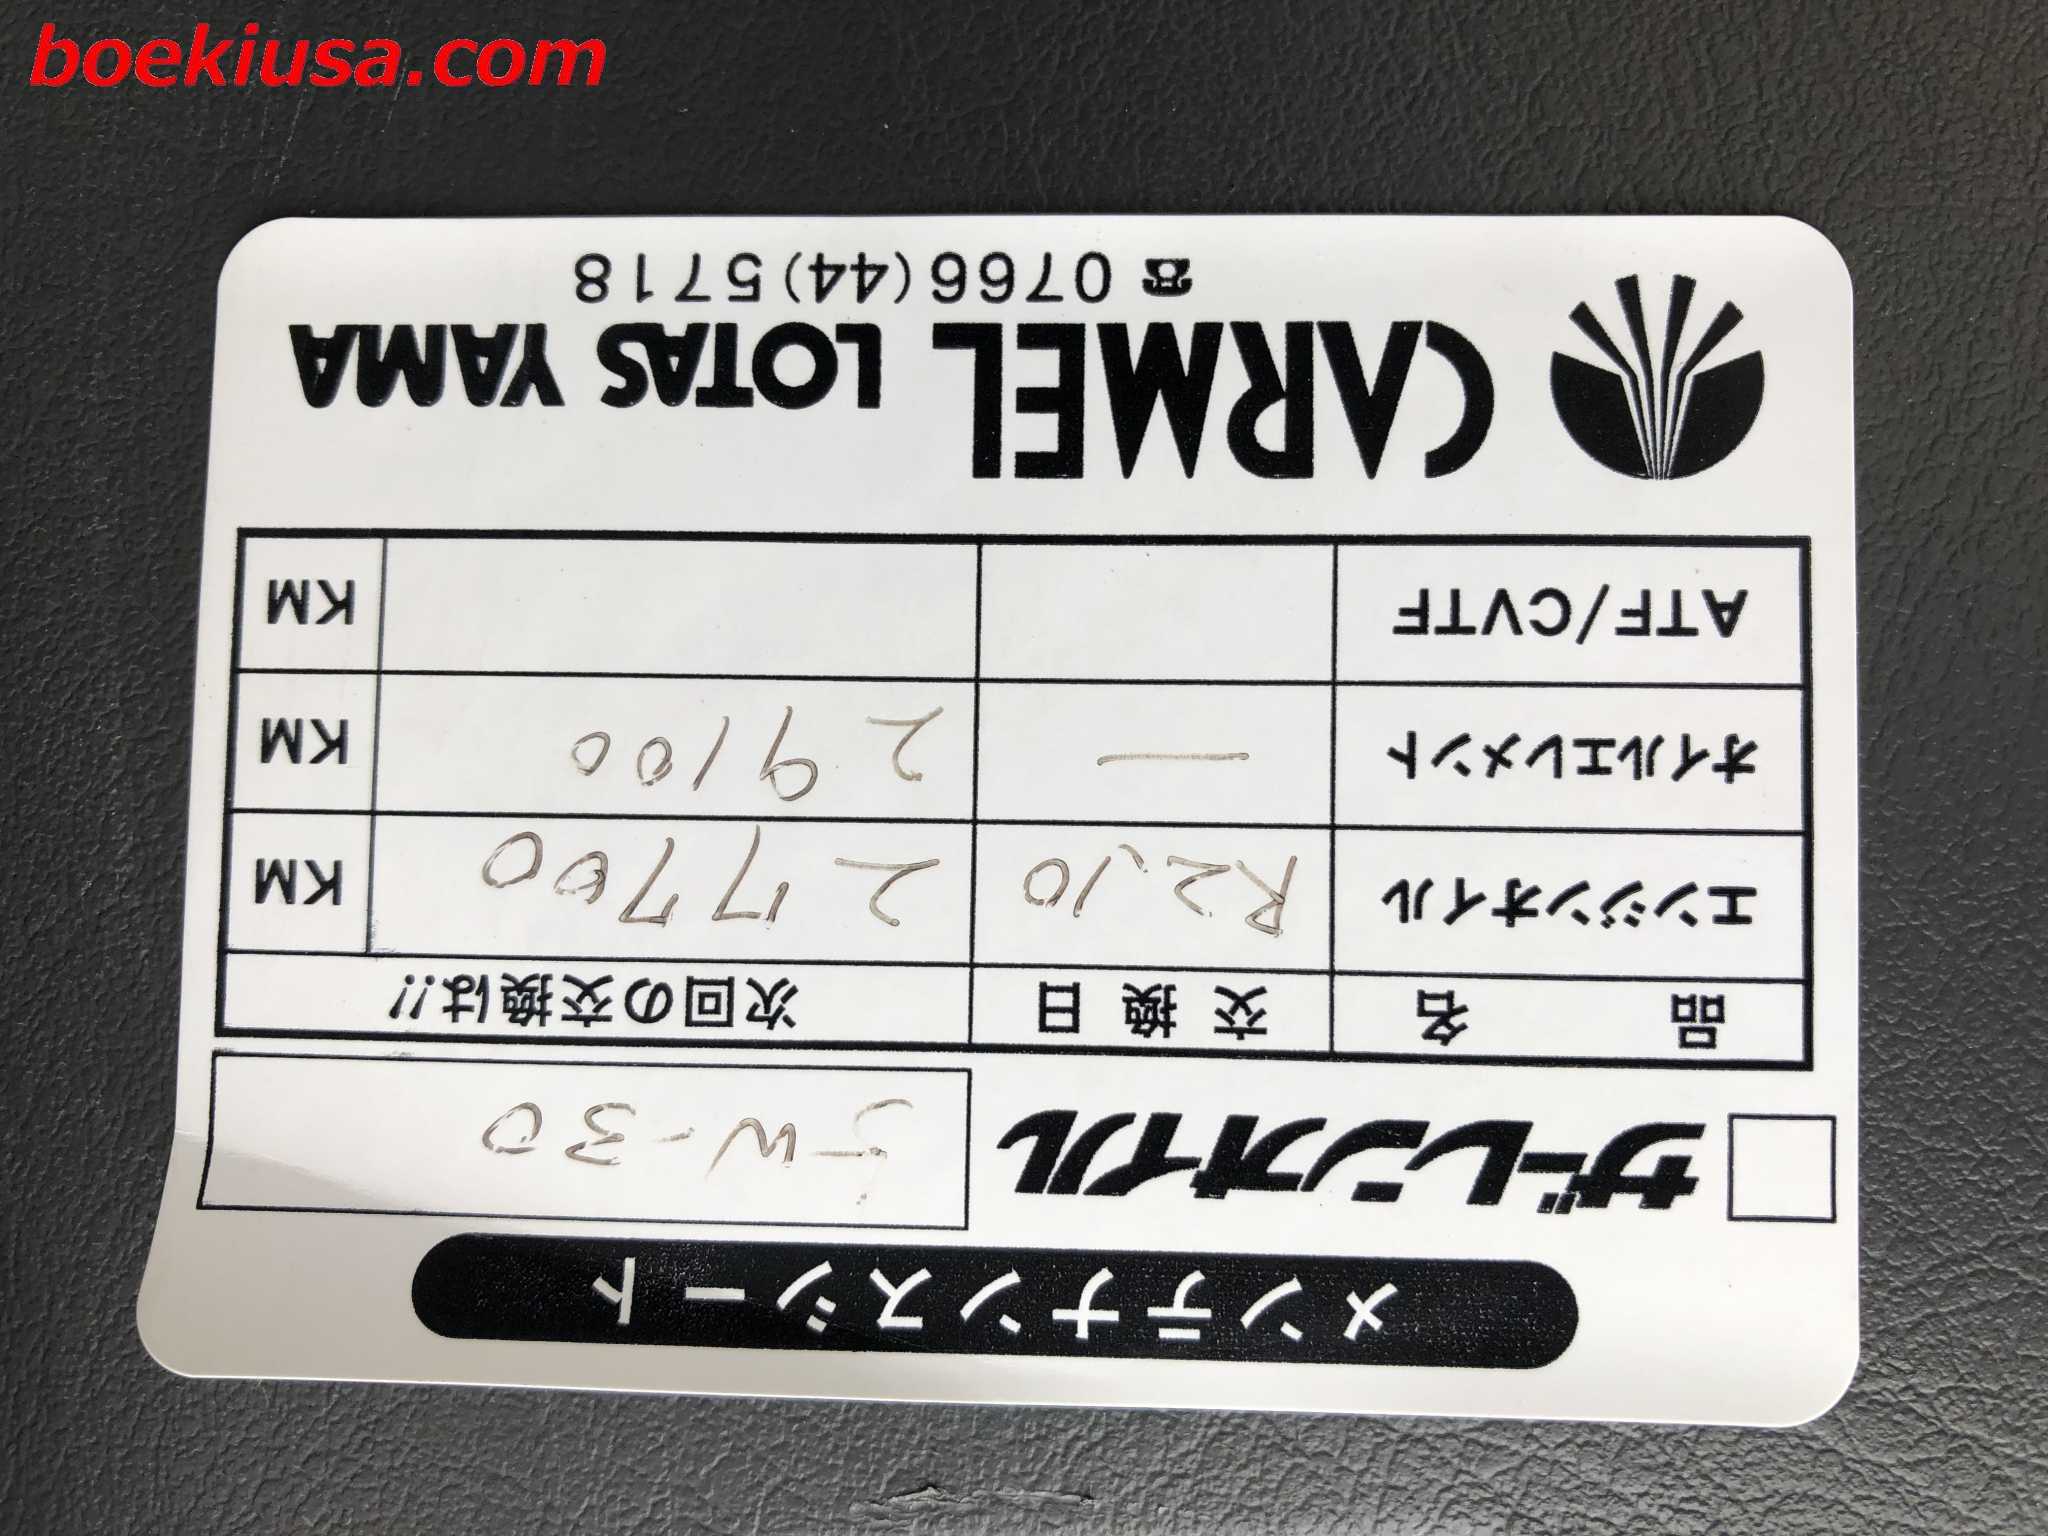 boekiusa.com
メンテナンスシート
ザーレンオイル 5W-30
品名 交換日 次回の交換は!!
エンジンオイル R2.10 27700 KM
オイルエレメント — 29100 KM
ATF/CVTF KM
CARMEL LOTAS YAMA
☎0766(44)5718